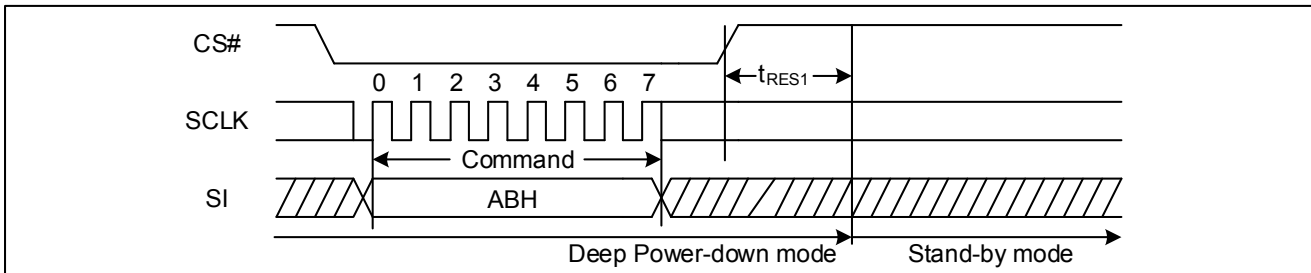 CS#
tRES1
0 1 2 3 4 5 6 7
SCLK
Command
SI
ABH
Deep Power-down mode Stand-by mode